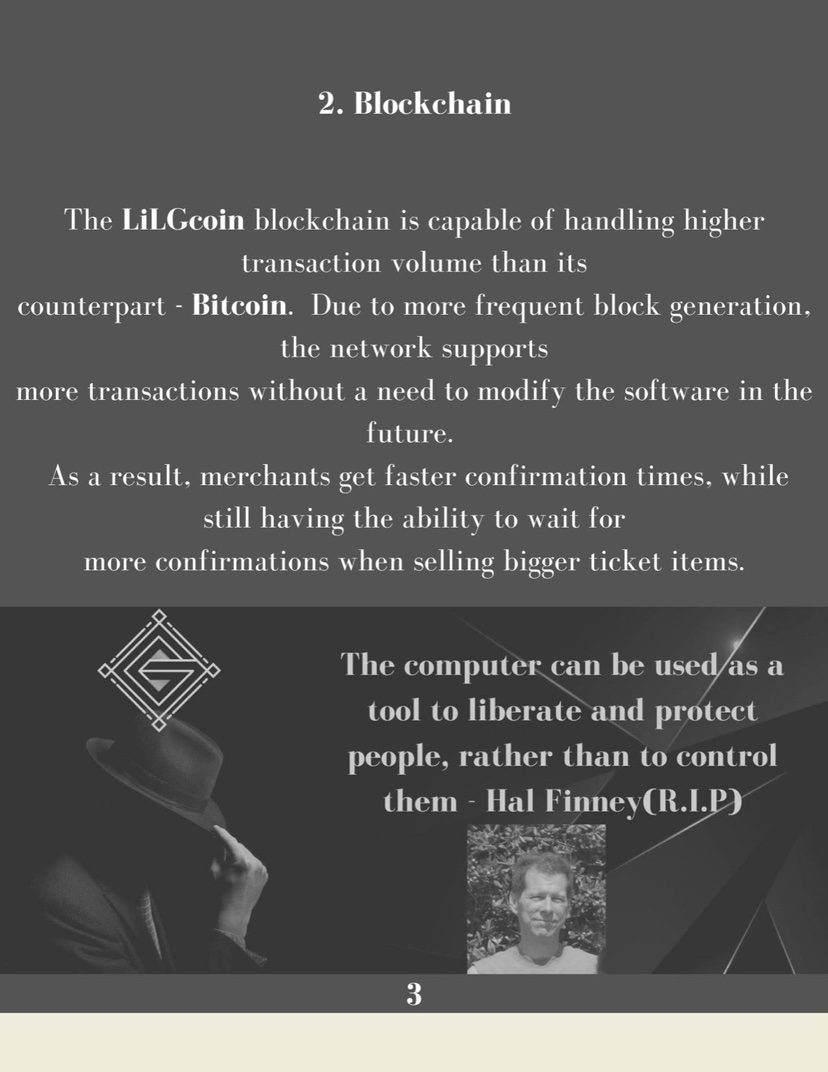 2. Blockchain
The LiLGcoin blockchain is capable of handling higher
transaction volume than its
counterpart - Bitcoin.  Due to more frequent block generation,
the network supports
more transactions without a need to modify the software in the
future.
As a result, merchants get faster confirmation times, while
still having the ability to wait for
more confirmations when selling bigger ticket items.
The computer can be used as a
tool to liberate and protect
people, rather than to control
them - Hal Finney(R.I.P)
3